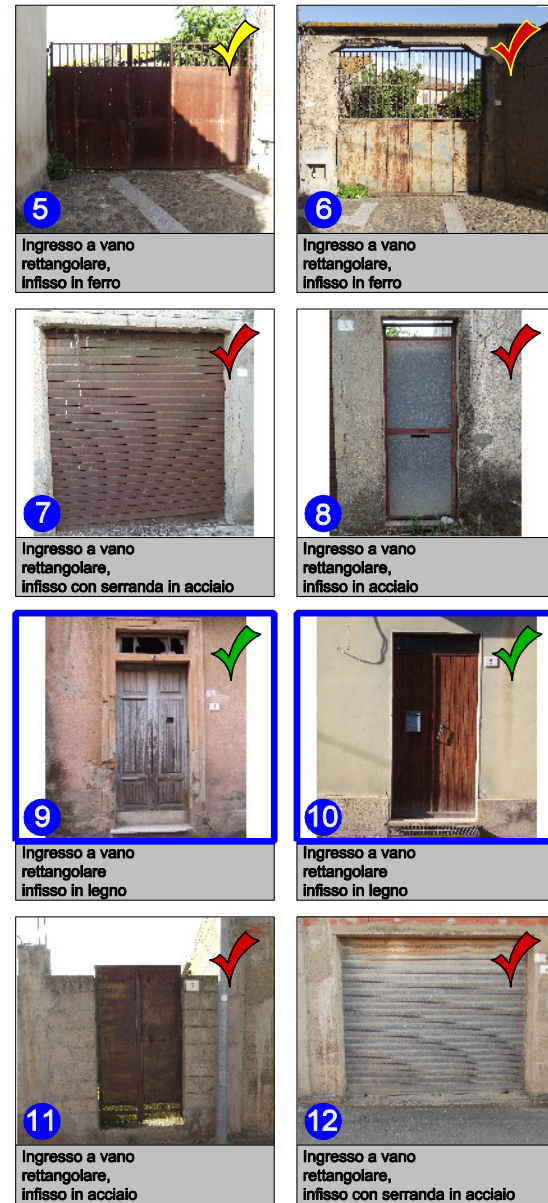 5
Ingresso a vano
rettangolare,
infisso in ferro
6
Ingresso a vano
rettangolare,
infisso in ferro
7
Ingresso a vano
rettangolare,
infisso con serranda in acciaio
8
Ingresso a vano
rettangolare,
infisso in acciaio
9
Ingresso a vano
rettangolare
infisso in legno
10
Ingresso a vano
rettangolare
infisso in legno
11
Ingresso a vano
rettangolare,
infisso in acciaio
12
Ingresso a vano
rettangolare,
infisso con serranda in acciaio